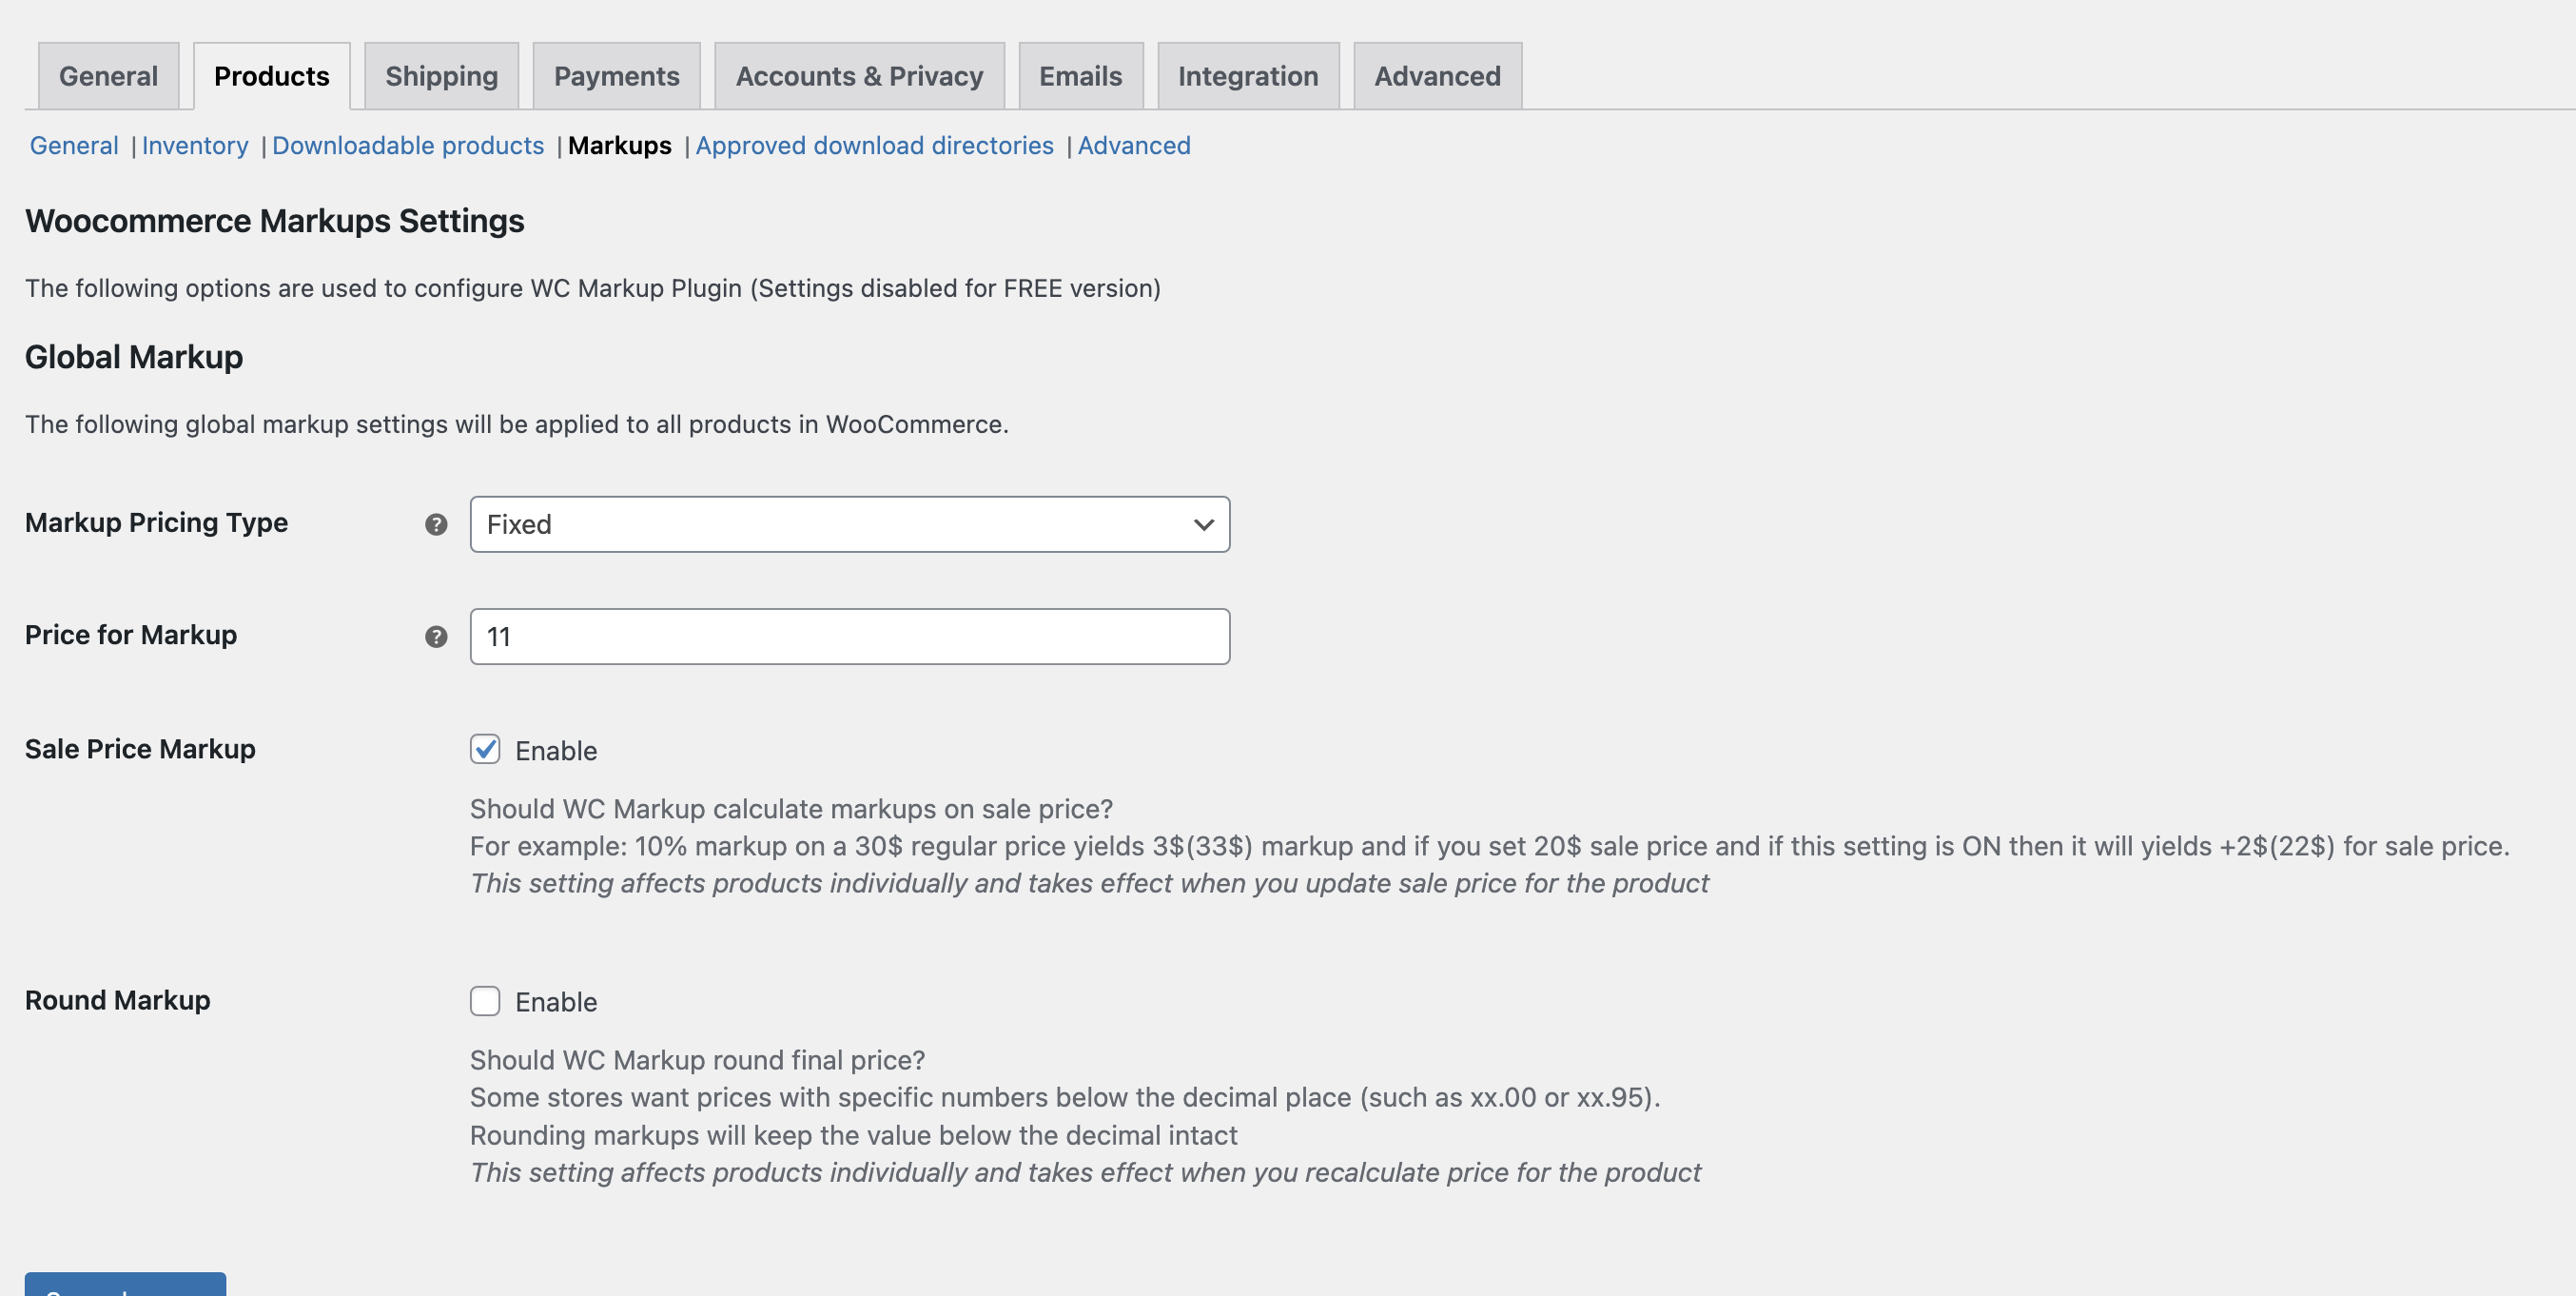 General Products Shipping Payments Accounts & Privacy Emails Integration Advanced
General | Inventory | Downloadable products | Markups | Approved download directories | Advanced
Woocommerce Markups Settings
The following options are used to configure WC Markup Plugin (Settings disabled for FREE version)
Global Markup
The following global markup settings will be applied to all products in WooCommerce.
Markup Pricing Type ? Fixed
Price for Markup ? 11
Sale Price Markup Enable
Should WC Markup calculate markups on sale price?
For example: 10% markup on a 30$ regular price yields 3$(33$) markup and if you set 20$ sale price and if this setting is ON then it will yields +2$(22$) for sale price.
This setting affects products individually and takes effect when you update sale price for the product
Round Markup Enable
Should WC Markup round final price?
Some stores want prices with specific numbers below the decimal place (such as xx.00 or xx.95).
Rounding markups will keep the value below the decimal intact
This setting affects products individually and takes effect when you recalculate price for the product